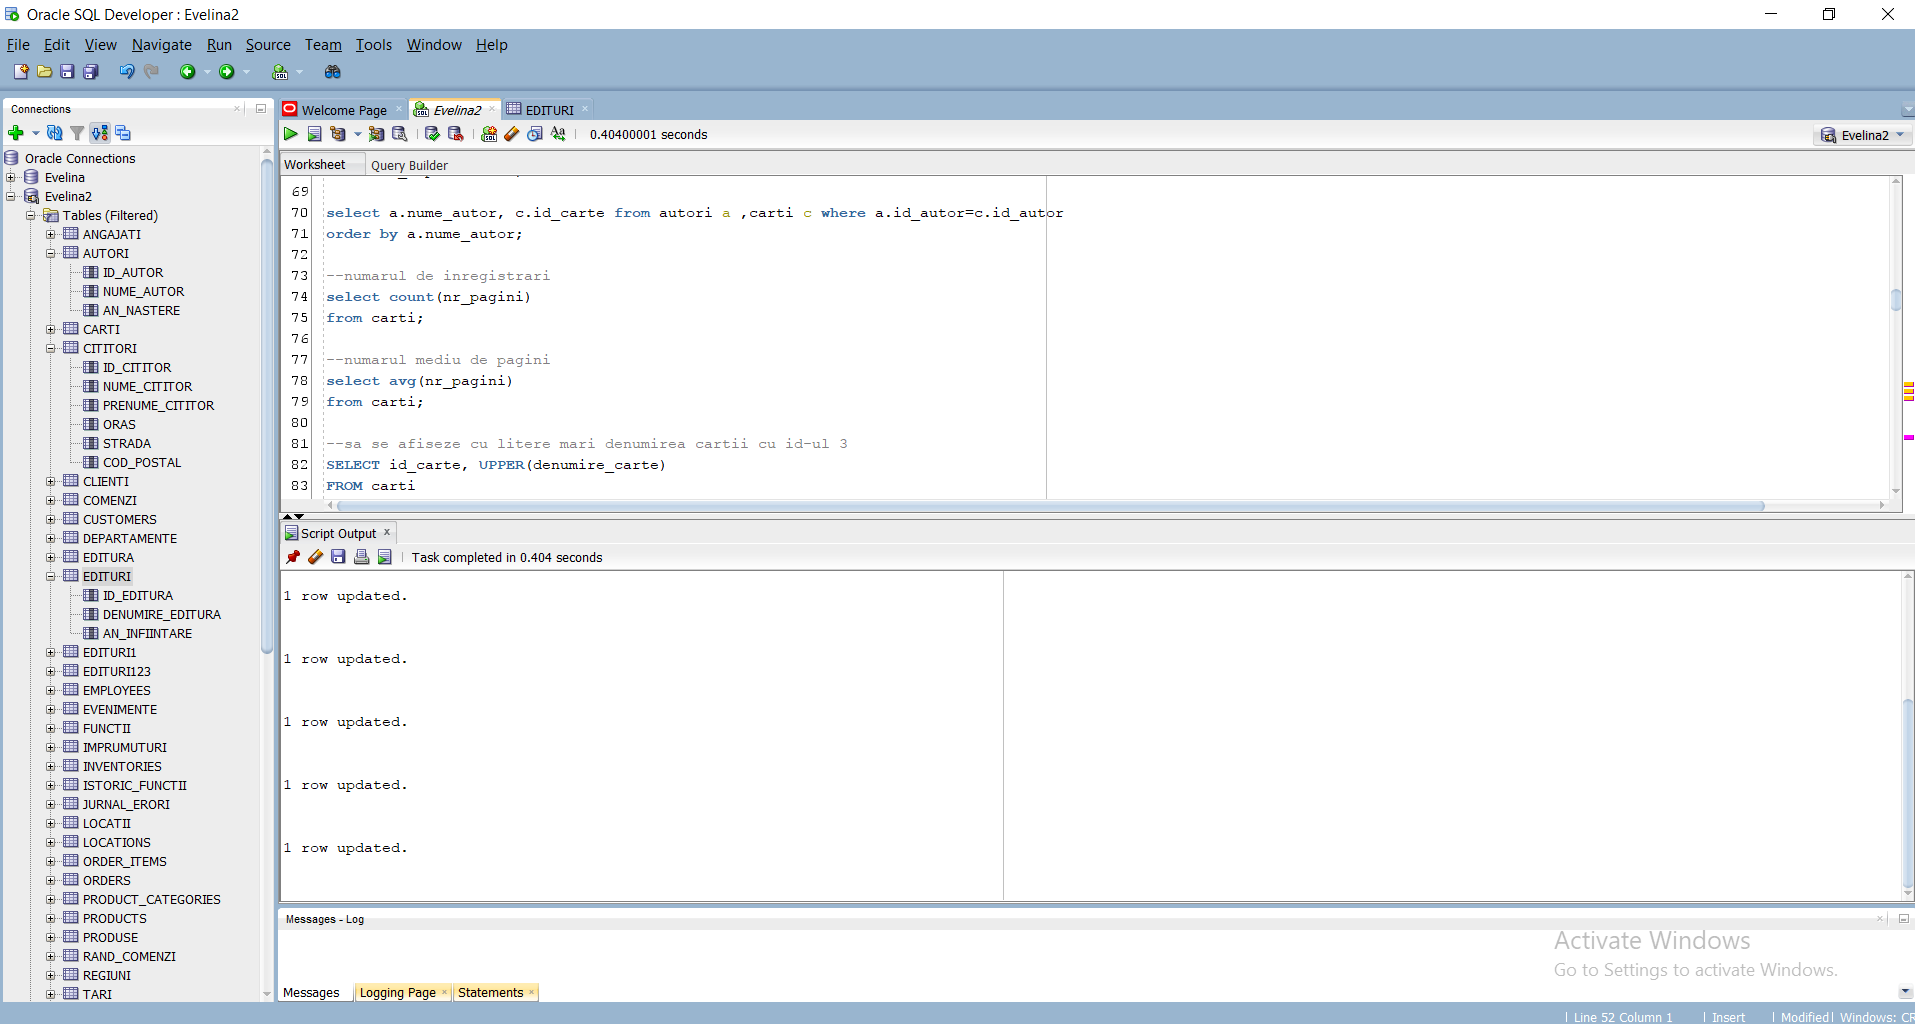 Oracle SQL Developer : Evelina2
File Edit View Navigate Run Source Team Tools Window Help
Connections
Oracle Connections
Evelina
Evelina2
Tables (Filtered)
ANGAJATI
AUTORI
ID_AUTOR
NUME_AUTOR
AN_NASTERE
CARTI
CITITORI
ID_CITITOR
NUME_CITITOR
PRENUME_CITITOR
ORAS
STRADA
COD_POSTAL
CLIENTI
COMENZI
CUSTOMERS
DEPARTAMENTE
EDITURA
EDITURI
ID_EDITURA
DENUMIRE_EDITURA
AN_INFIINTARE
EDITURI1
EDITURI123
EMPLOYEES
EVENIMENTE
FUNCTII
IMPRUMUTURI
INVENTORIES
ISTORIC_FUNCTII
JURNAL_ERORI
LOCATII
LOCATIONS
ORDER_ITEMS
ORDERS
PRODUCT_CATEGORIES
PRODUCTS
PRODUSE
RAND_COMENZI
REGIUNI
TARI
Welcome Page Evelina2 EDITURI
0.40400001 seconds
Evelina2
Worksheet Query Builder
69
70 select a.nume_autor, c.id_carte from autori a ,carti c where a.id_autor=c.id_autor
71 order by a.nume_autor;
72
73 --numarul de inregistrari
74 select count(nr_pagini)
75 from carti;
76
77 --numarul mediu de pagini
78 select avg(nr_pagini)
79 from carti;
80
81 --sa se afiseze cu litere mari denumirea cartii cu id-ul 3
82 SELECT id_carte, UPPER(denumire_carte)
83 FROM carti
Script Output
Task completed in 0.404 seconds
1 row updated.
1 row updated.
1 row updated.
1 row updated.
1 row updated.
Messages - Log
Activate Windows
Go to Settings to activate Windows.
Messages Logging Page Statements
Line 52 Column 1 Insert Modified Windows: CR